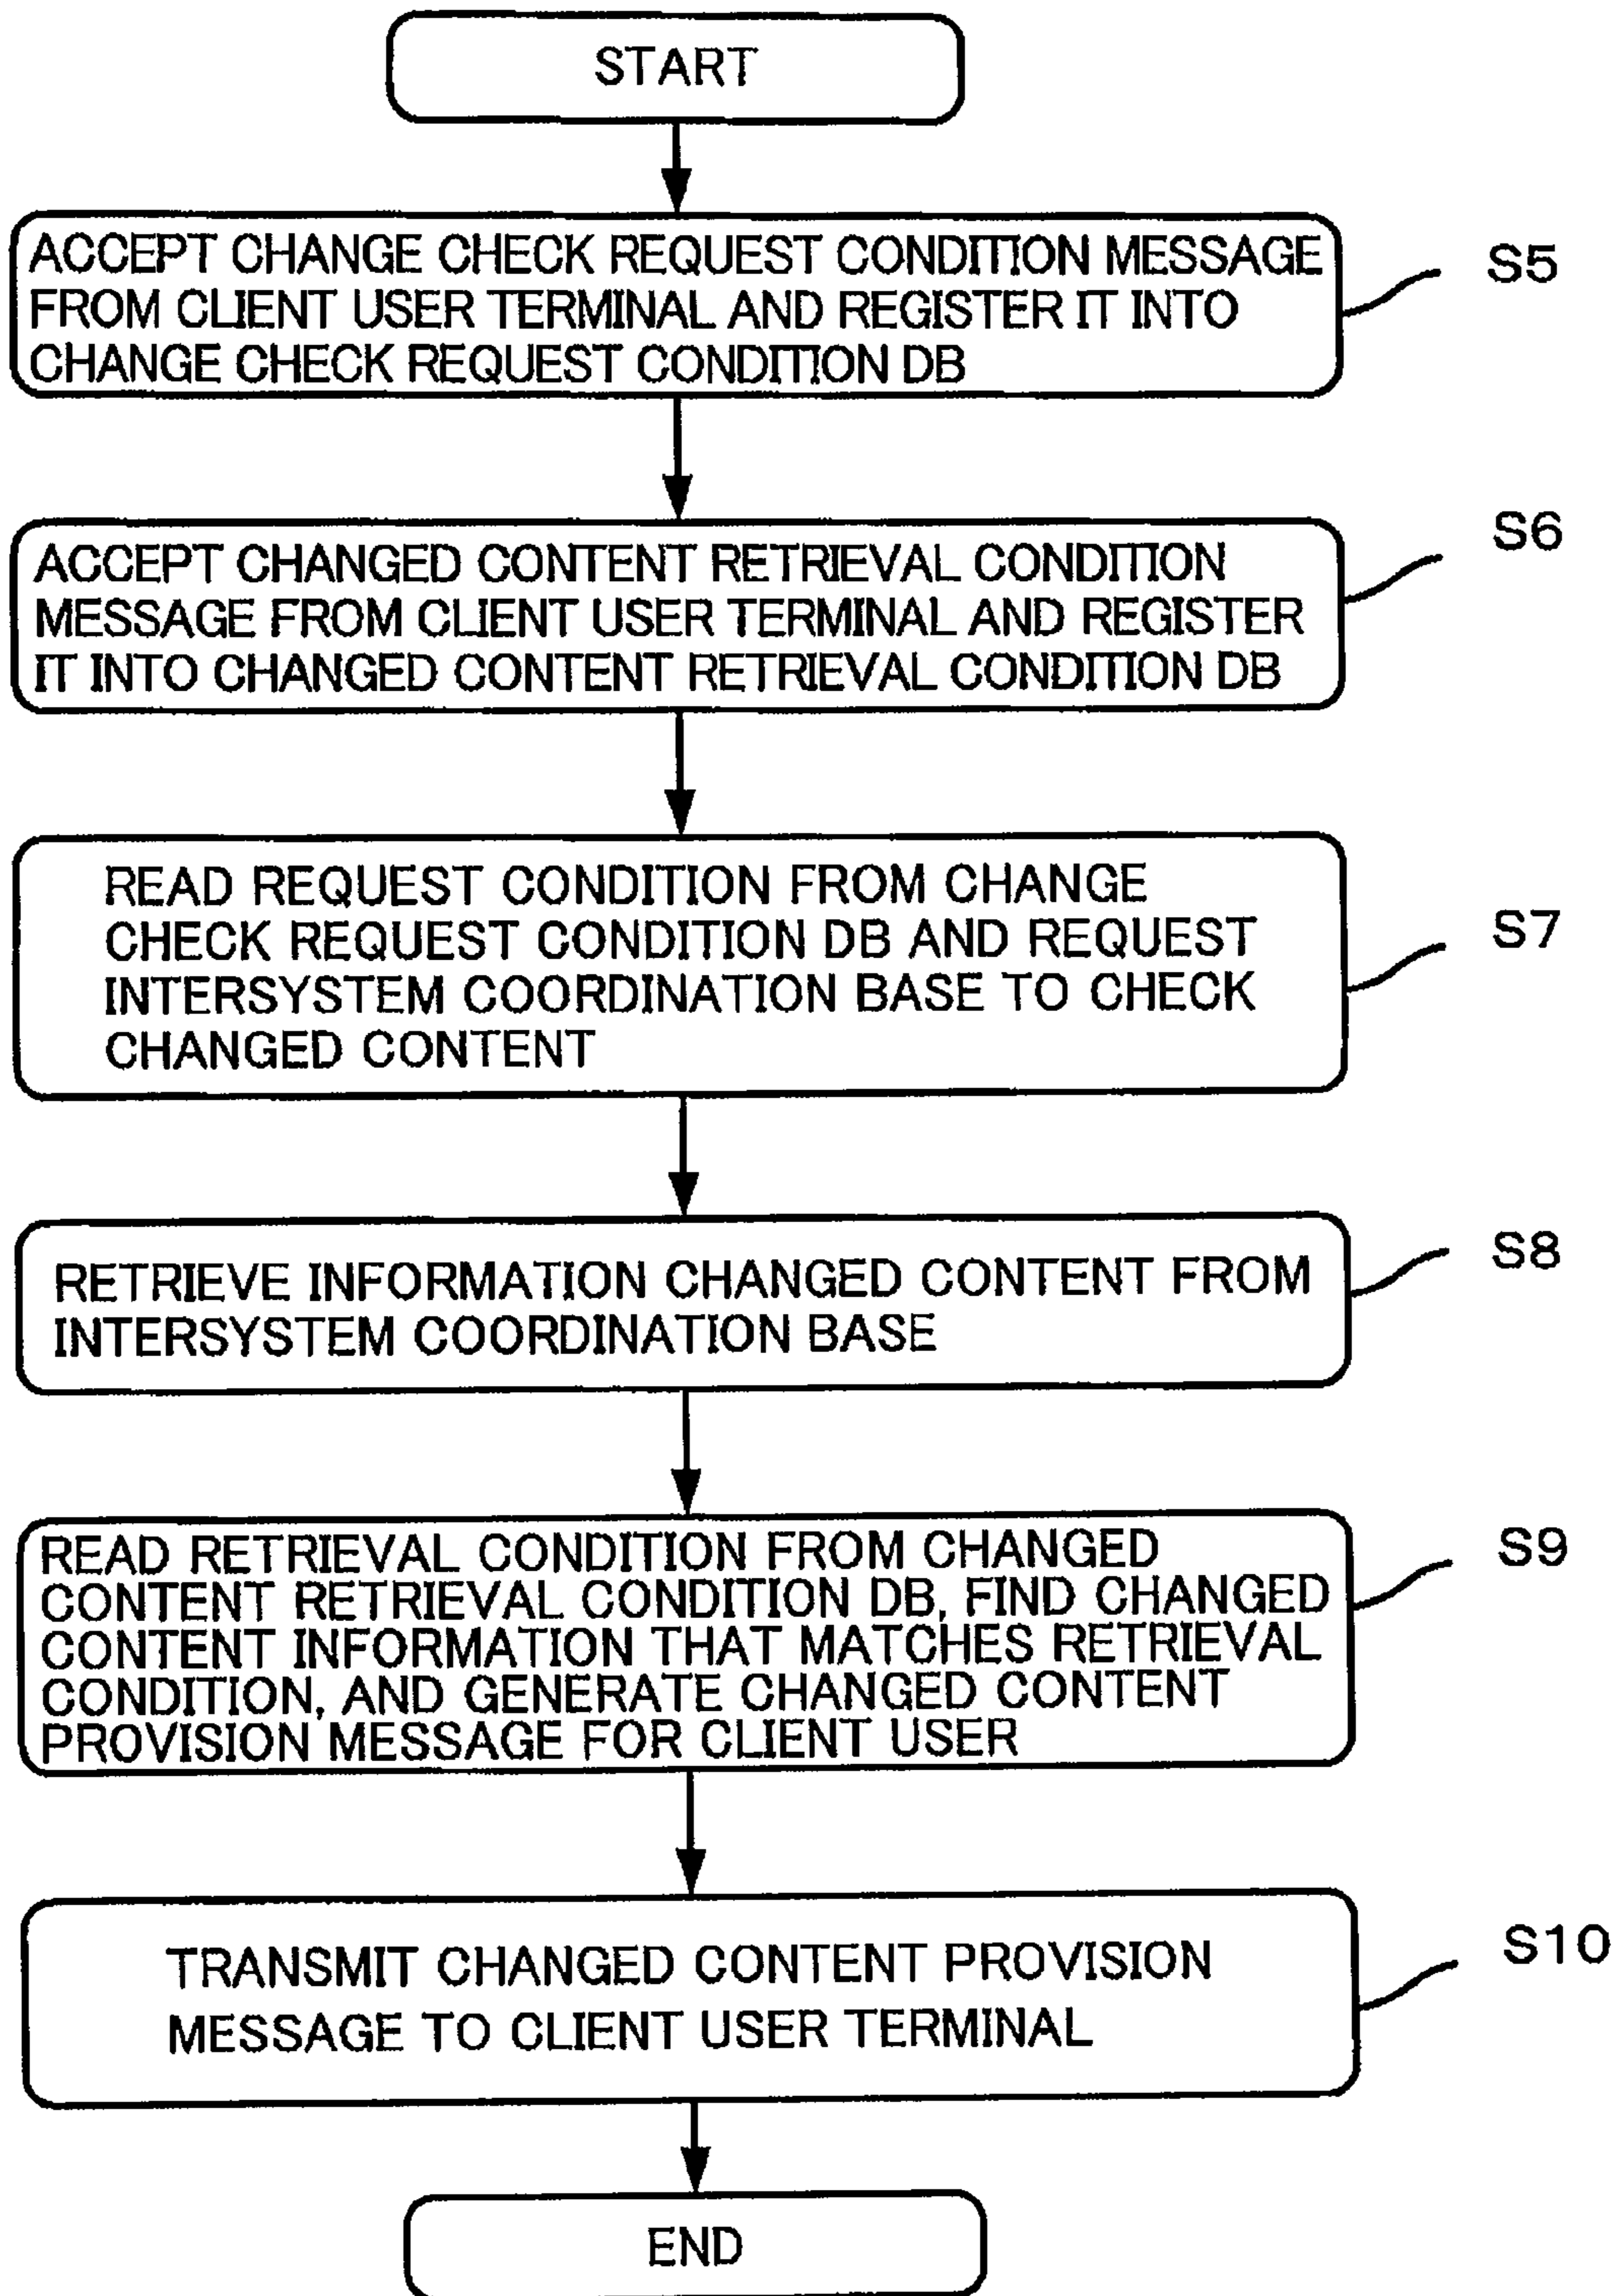 START
ACCEPT CHANGE CHECK REQUEST CONDITION MESSAGE
FROM CLIENT USER TERMINAL AND REGISTER IT INTO
CHANGE CHECK REQUEST CONDITION DB
S5
ACCEPT CHANGED CONTENT RETRIEVAL CONDITION
MESSAGE FROM CLIENT USER TERMINAL AND REGISTER
IT INTO CHANGED CONTENT RETRIEVAL CONDITION DB
S6
READ REQUEST CONDITION FROM CHANGE
CHECK REQUEST CONDITION DB AND REQUEST
INTERSYSTEM COORDINATION BASE TO CHECK
CHANGED CONTENT
S7
RETRIEVE INFORMATION CHANGED CONTENT FROM
INTERSYSTEM COORDINATION BASE
S8
READ RETRIEVAL CONDITION FROM CHANGED
CONTENT RETRIEVAL CONDITION DB, FIND CHANGED
CONTENT INFORMATION THAT MATCHES RETRIEVAL
CONDITION, AND GENERATE CHANGED CONTENT
PROVISION MESSAGE FOR CLIENT USER
S9
TRANSMIT CHANGED CONTENT PROVISION
MESSAGE TO CLIENT USER TERMINAL
S10
END